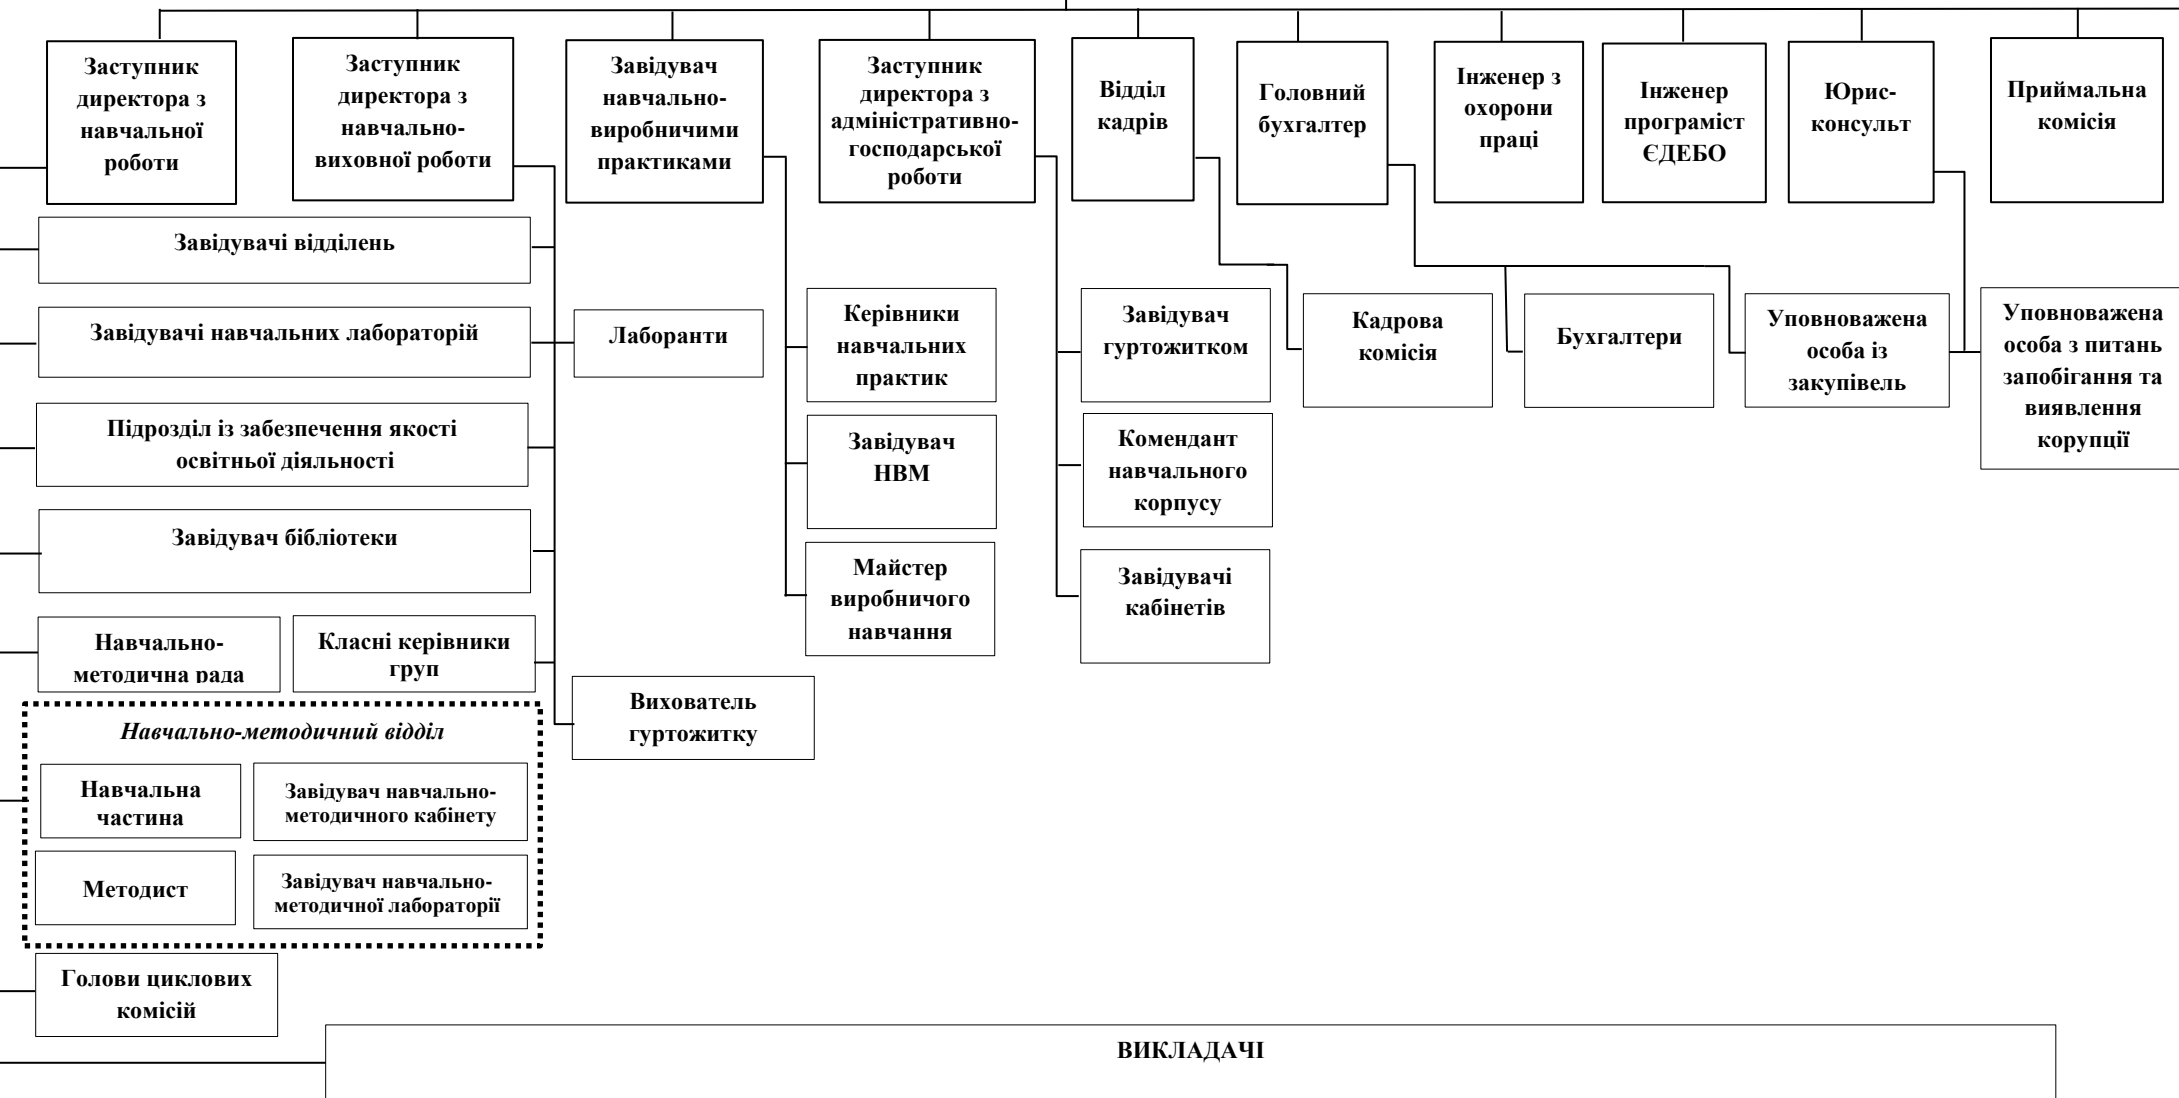 Заступник
директора з
навчальної
роботи
Заступник
директора з
навчально-
виховної роботи
Завідувач
навчально-
виробничими
практиками
Заступник
директора з
адміністративно-
господарської
роботи
Відділ
кадрів
Головний
бухгалтер
Інженер з
охорони
праці
Інженер
програміст
ЄДЕБО
Юрис-
консульт
Приймальна
комісія
Завідувачі відділень
Завідувачі навчальних лабораторій
Підрозділ із забезпечення якості
освітньої діяльності
Завідувач бібліотеки
Навчально-
методична рада
Класні керівники
груп
Лаборанти
Вихователь
гуртожитку
Керівники
навчальних
практик
Завідувач
НВМ
Майстер
виробничого
навчання
Завідувач
гуртожитком
Комендант
навчального
корпусу
Завідувачі
кабінетів
Кадрова
комісія
Бухгалтери
Уповноважена
особа із
закупівель
Уповноважена
особа з питань
запобігання та
виявлення
корупції
Навчально-методичний відділ
Навчальна
частина
Завідувач навчально-
методичного кабінету
Методист
Завідувач навчально-
методичної лабораторії
Голови циклових
комісій
ВИКЛАДАЧІ